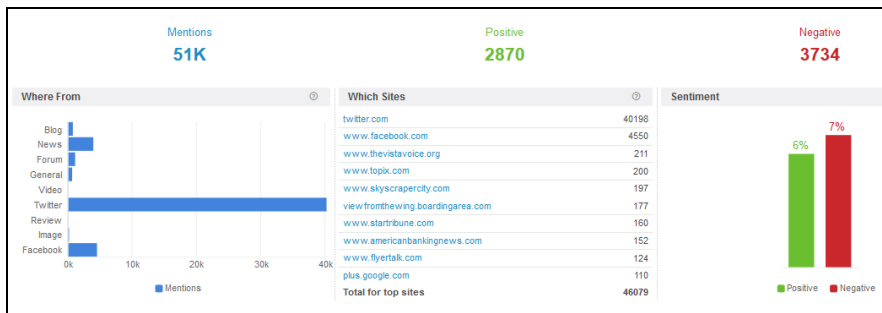 Mentions
51K
Positive
2870
Negative
3734
Where From
Blog
News
Forum
General
Video
Twitter
Review
Image
Facebook
0k 10k 20k 30k 40k
Mentions
Which Sites
twitter.com 40198
www.facebook.com 4550
www.thevistavoice.org 211
www.topix.com 200
www.skyscrapercity.com 197
viewfromthewing.boardingarea.com 177
www.startribune.com 160
www.americanbankingnews.com 152
www.flyertalk.com 124
plus.google.com 110
Total for top sites 46079
Sentiment
6%
7%
Positive Negative